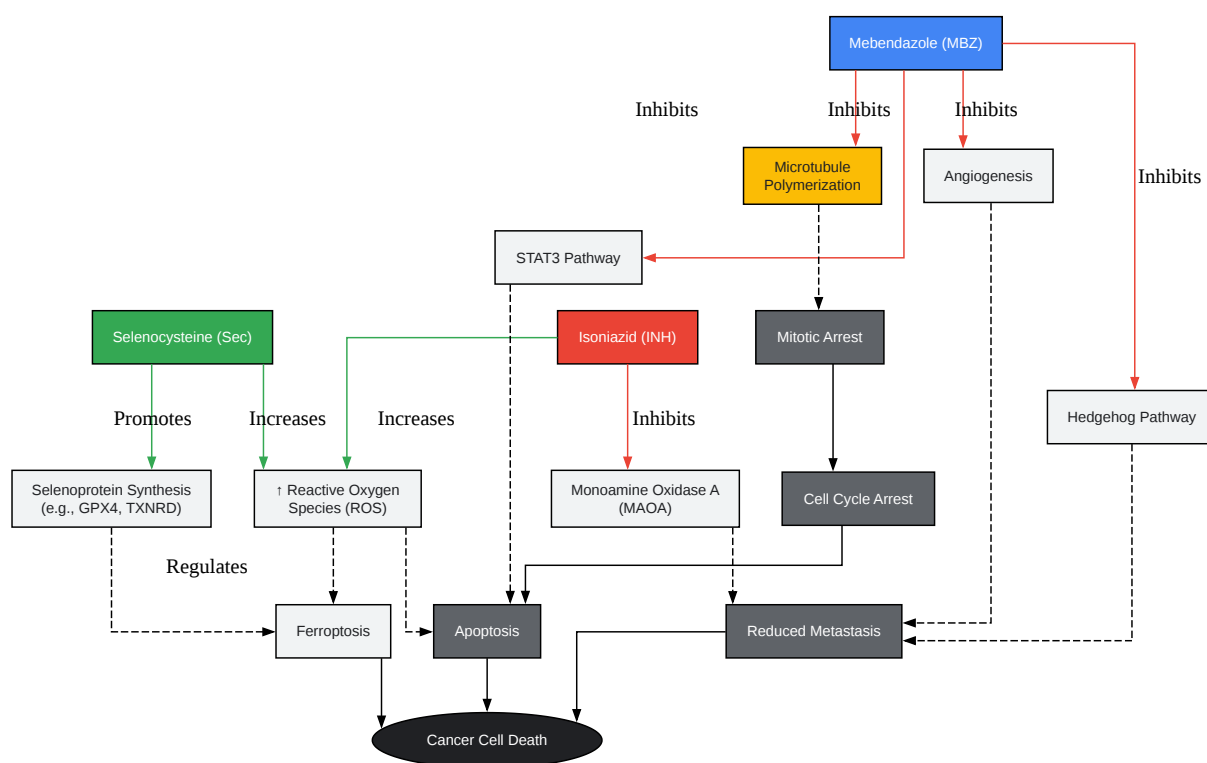 Mebendazole (MBZ)
Inhibits
Inhibits
Inhibits
Microtubule
Polymerization
Angiogenesis
Inhibits
STAT3 Pathway
Selenocysteine (Sec)
Isoniazid (INH)
Mitotic Arrest
Promotes
Increases
Increases
Inhibits
Hedgehog Pathway
Selenoprotein Synthesis
(e.g., GPX4, TXNRD)
↑ Reactive Oxygen
Species (ROS)
Monoamine Oxidase A
(MAOA)
Cell Cycle Arrest
Regulates
Ferroptosis
Apoptosis
Reduced Metastasis
Cancer Cell Death